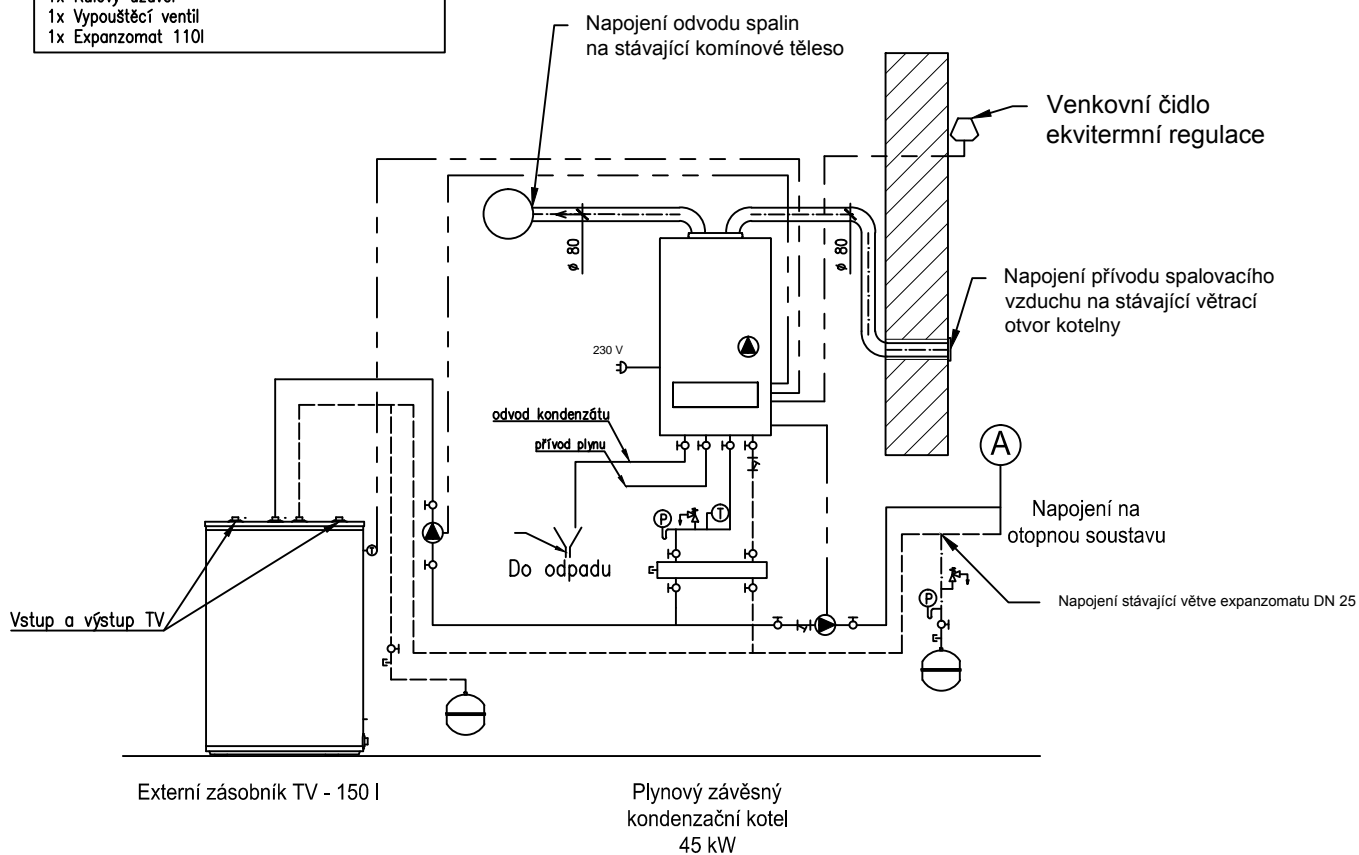 1x Kulový uzávěr
1x Vypouštěcí ventil
1x Expanzomat 110l
Napojení odvodu spalin
na stávající komínové těleso
Venkovní čidlo
ekvitermní regulace
ø 80
ø 80
Napojení přívodu spalovacího
vzduchu na stávající větrací
otvor kotelny
230 V
odvod kondenzátu
přívod plynu
A
P
T
Napojení na
otopnou soustavu
T
Do odpadu
P
Napojení stávající větve expanzomatu DN 25
Vstup a výstup TV
Externí zásobník TV - 150 l
Plynový závěsný
kondenzační kotel
45 kW